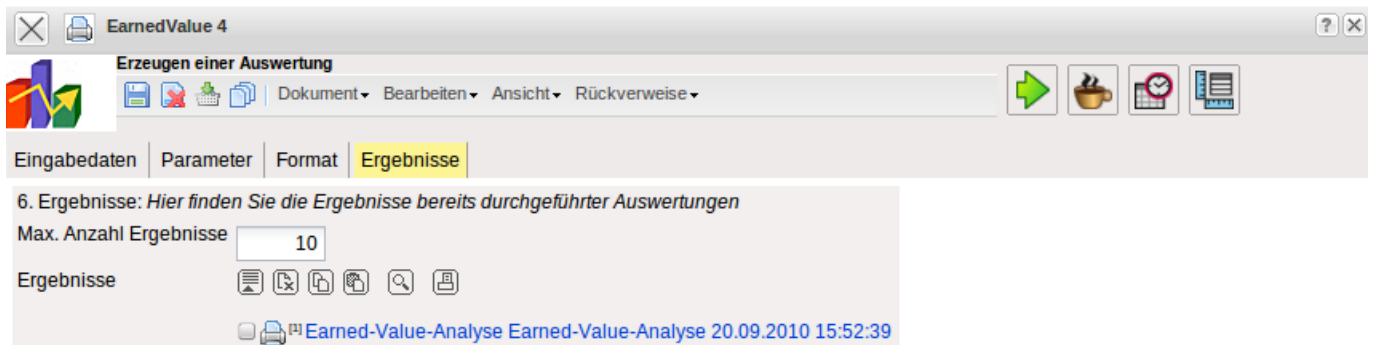 EarnedValue 4
Erzeugen einer Auswertung
Dokument Bearbeiten Ansicht Rückverweise
Eingabedaten Parameter Format Ergebnisse
6. Ergebnisse: Hier finden Sie die Ergebnisse bereits durchgeführter Auswertungen
Max. Anzahl Ergebnisse 10
Ergebnisse
[1] Earned-Value-Analyse Earned-Value-Analyse 20.09.2010 15:52:39